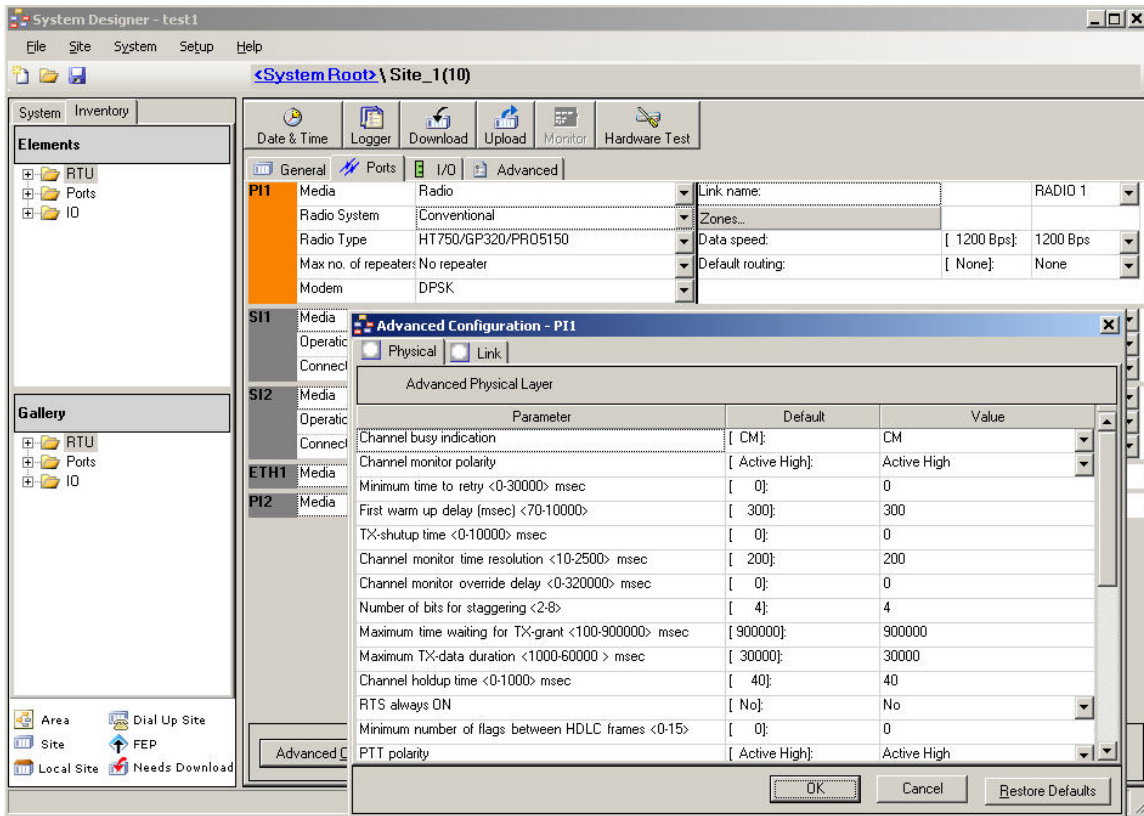 System Designer - test1
File Site System Setup Help
<System Root> \ Site_1(10)
System Inventory
Elements
RTU
Ports
IO
Gallery
RTU
Ports
IO
Area Dial Up Site
Site FEP
Local Site Needs Download
Date & Time Logger Download Upload Monitor Hardware Test
General Ports I/O Advanced
PI1 Media Radio Link name: RADIO 1
Radio System Conventional Zones...
Radio Type HT750/GP320/PRO5150 Data speed: [ 1200 Bps]: 1200 Bps
Max no. of repeaters No repeater Default routing: [ None]: None
Modem DPSK
SI1 Media
Operatic
Connect
SI2 Media
Operatic
Connect
ETH1 Media
PI2 Media
Advanced C
Advanced Configuration - PI1
Physical Link
Advanced Physical Layer
Parameter Default Value
Channel busy indication [ CM]: CM
Channel monitor polarity [ Active High]: Active High
Minimum time to retry <0-30000> msec [ 0]: 0
First warm up delay (msec) <70-10000> [ 300]: 300
TX-shutup time <0-10000> msec [ 0]: 0
Channel monitor time resolution <10-2500> msec [ 200]: 200
Channel monitor override delay <0-320000> msec [ 0]: 0
Number of bits for staggering <2-8> [ 4]: 4
Maximum time waiting for TX-grant <100-900000> msec [ 900000]: 900000
Maximum TX-data duration <1000-60000 > msec [ 30000]: 30000
Channel holdup time <0-1000> msec [ 40]: 40
RTS always ON [ No]: No
Minimum number of flags between HDLC frames <0-15> [ 0]: 0
PTT polarity [ Active High]: Active High
OK Cancel Restore Defaults